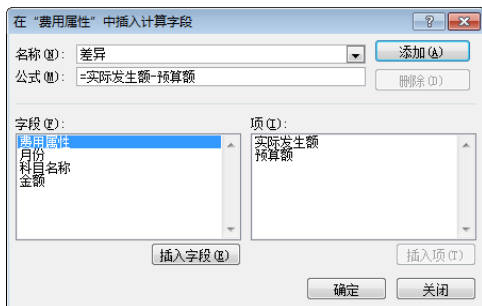 在“费用属性”中插入计算字段
名称(N): 差异 添加(A)
公式(M): =实际发生额-预算额 删除(D)
字段(F): 项(I):
费用属性 实际发生额
月份 预算额
科目名称
金额
插入字段(E) 插入项(T)
确定 关闭